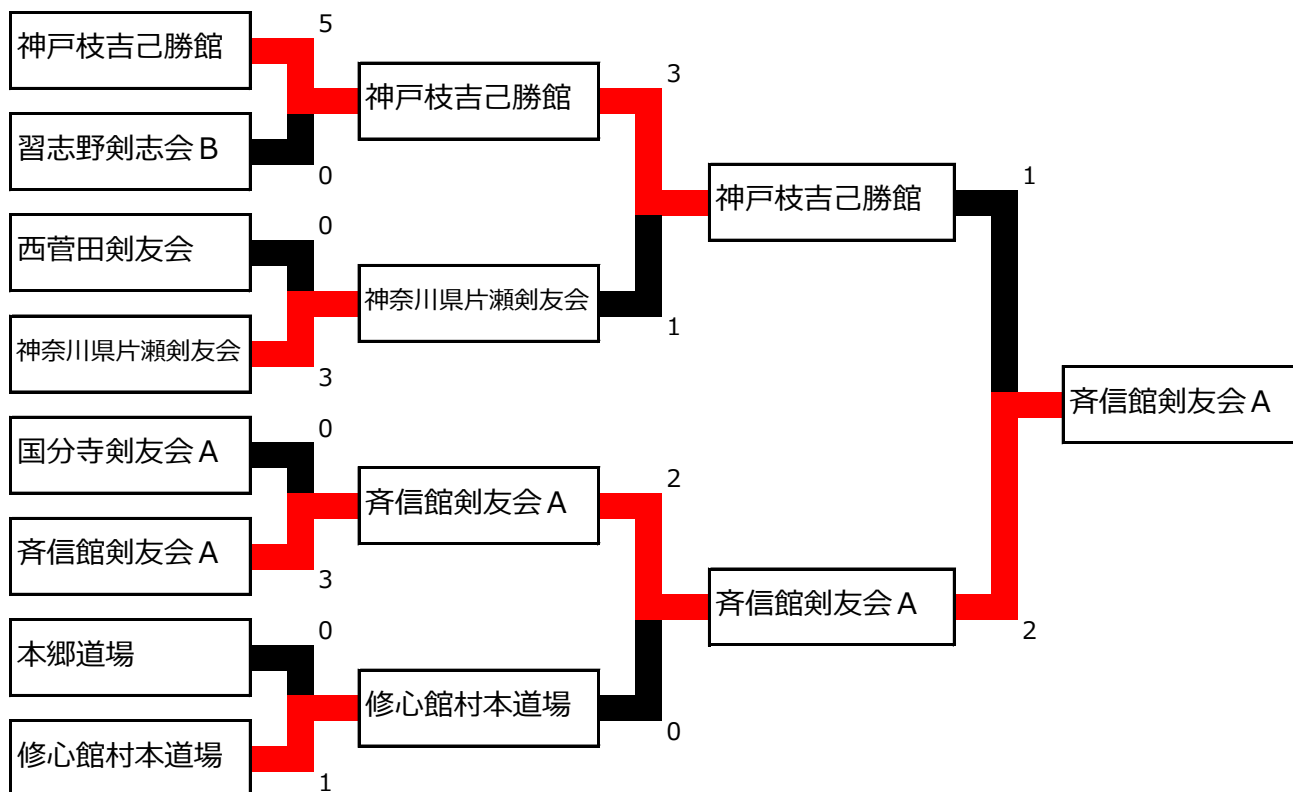 神戸枝吉己勝館
5
習志野剣志会Ｂ
0
西菅田剣友会
0
神奈川県片瀬剣友会
3
国分寺剣友会Ａ
0
斉信館剣友会Ａ
3
本郷道場
0
修心館村本道場
1
神戸枝吉己勝館
3
神奈川県片瀬剣友会
1
斉信館剣友会Ａ
2
修心館村本道場
0
神戸枝吉己勝館
1
斉信館剣友会Ａ
2
斉信館剣友会Ａ